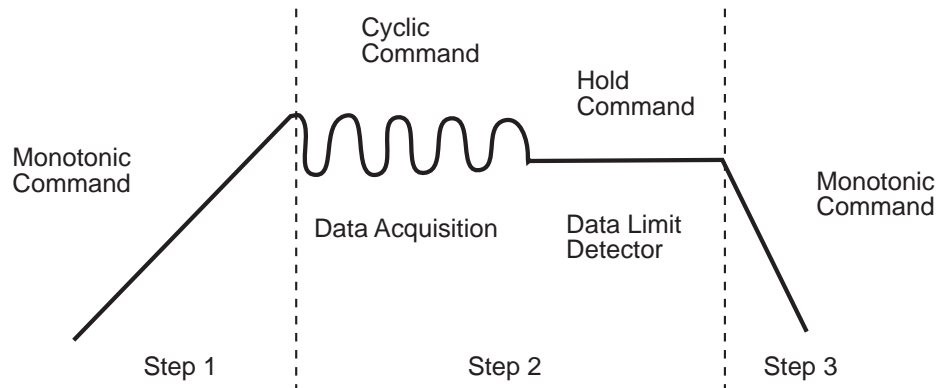 Cyclic
Command
Hold
Command
Monotonic
Command
Monotonic
Command
Data Acquisition
Data Limit
Detector
Step 1
Step 2
Step 3